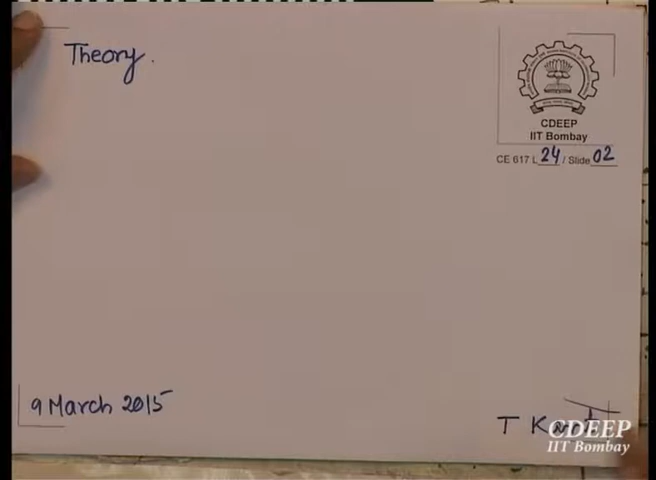 Theory.
CDEEP
IIT Bombay
CE 617 L 24 / Slide 02
9 March 2015
T
CDEEP
IIT Bombay